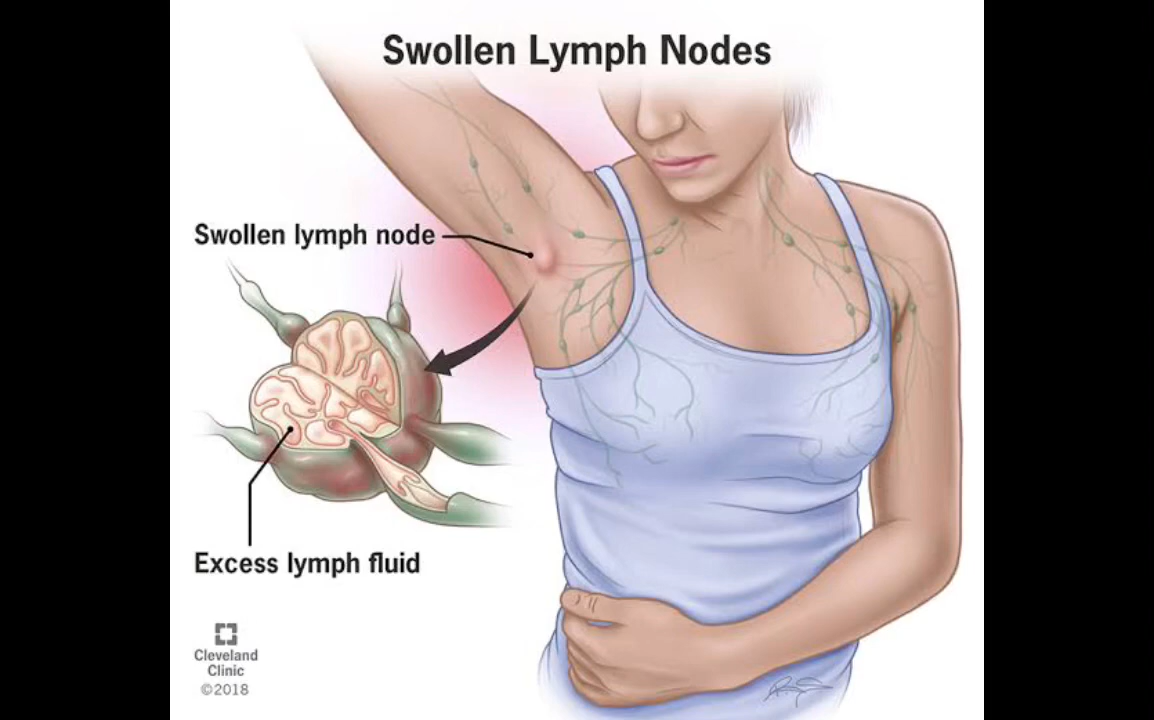 Swollen Lymph Nodes
Swollen lymph node
Excess lymph fluid
Cleveland
Clinic
©2018